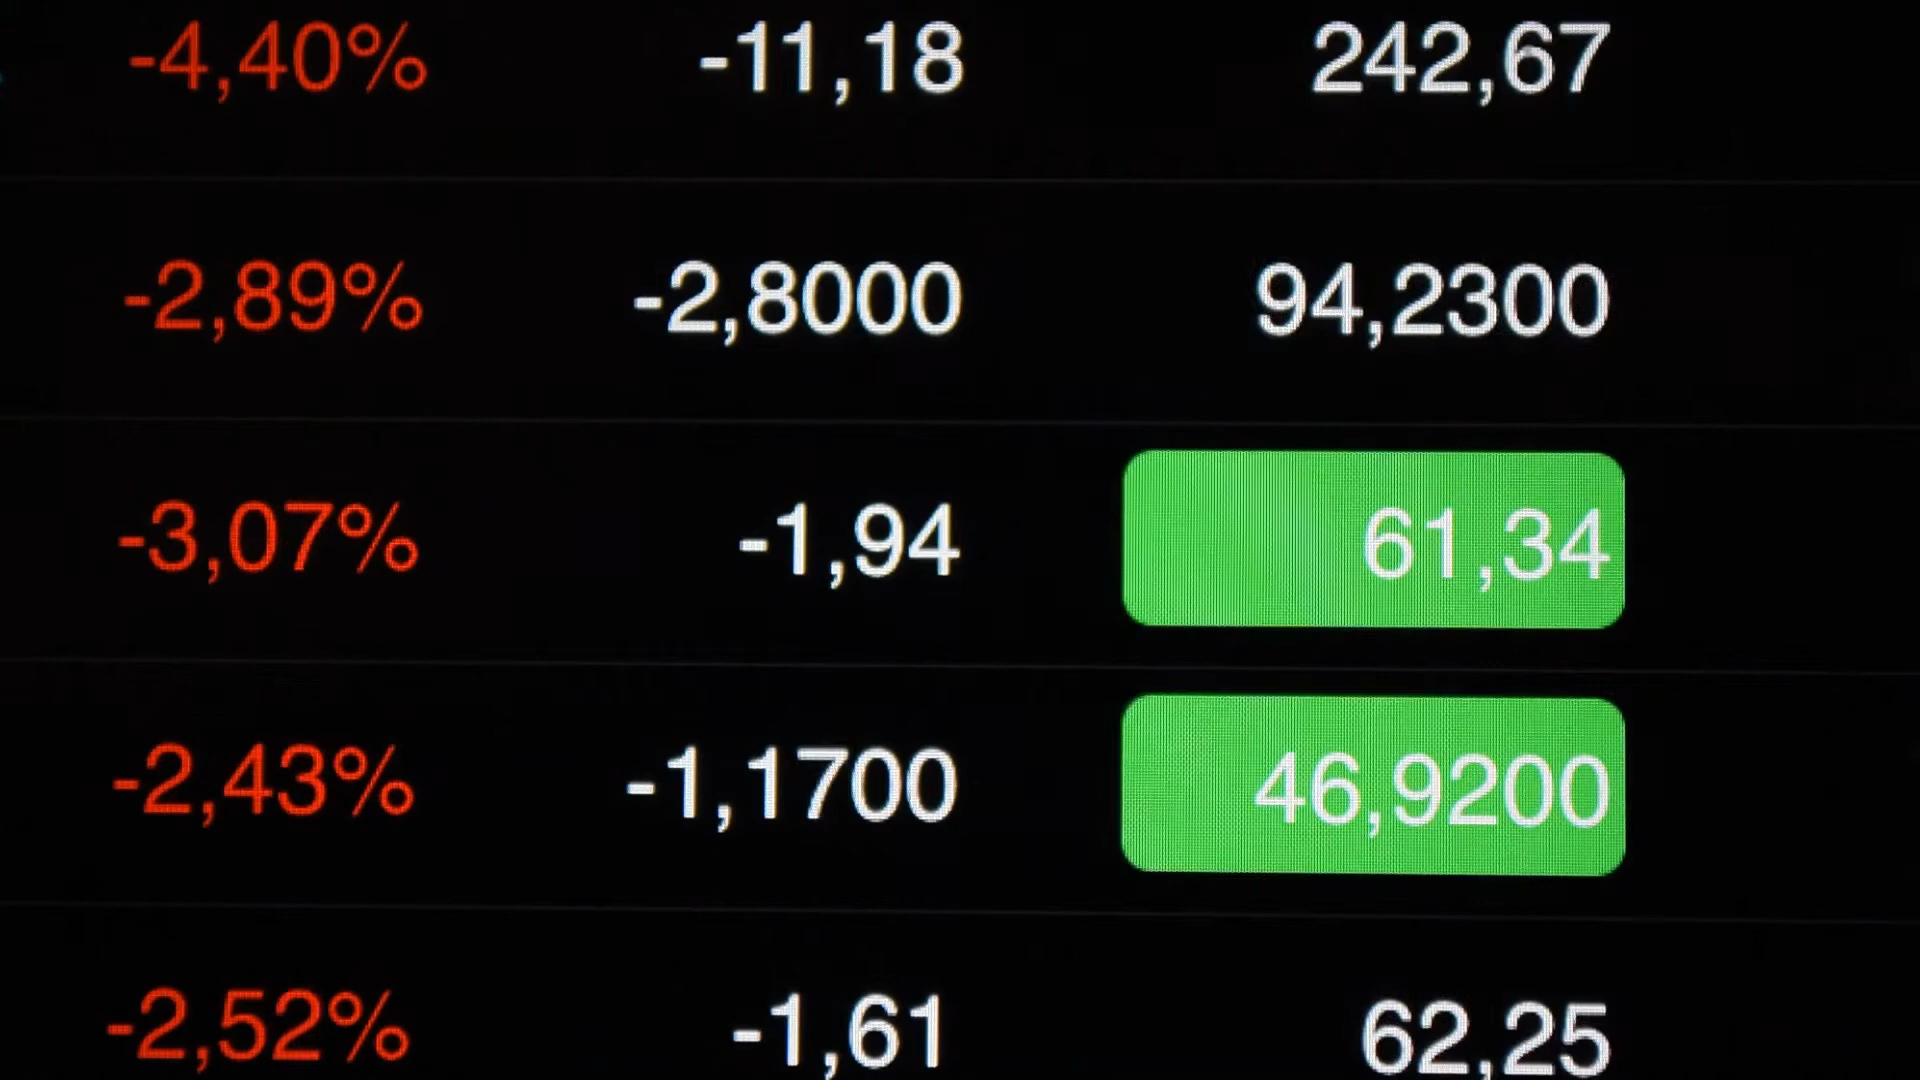 -4,40% -11,18 242,67
-2,89% -2,8000 94,2300
-3,07% -1,94 61,34
-2,43% -1,1700 46,9200
-2,52% -1,61 62,25